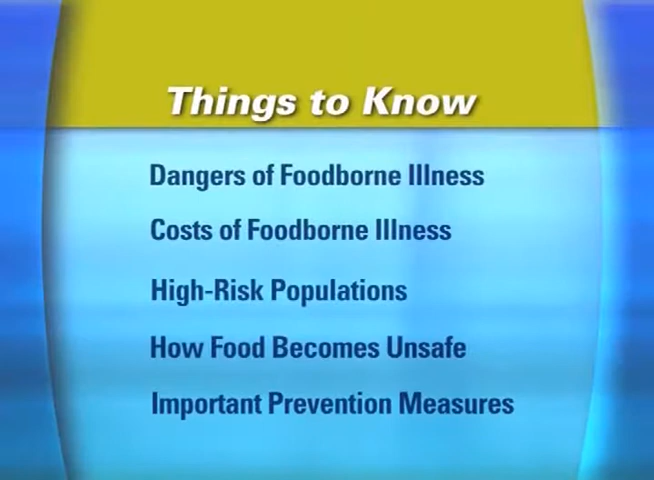 Things to Know
Dangers of Foodborne Illness
Costs of Foodborne Illness
High-Risk Populations
How Food Becomes Unsafe
Important Prevention Measures